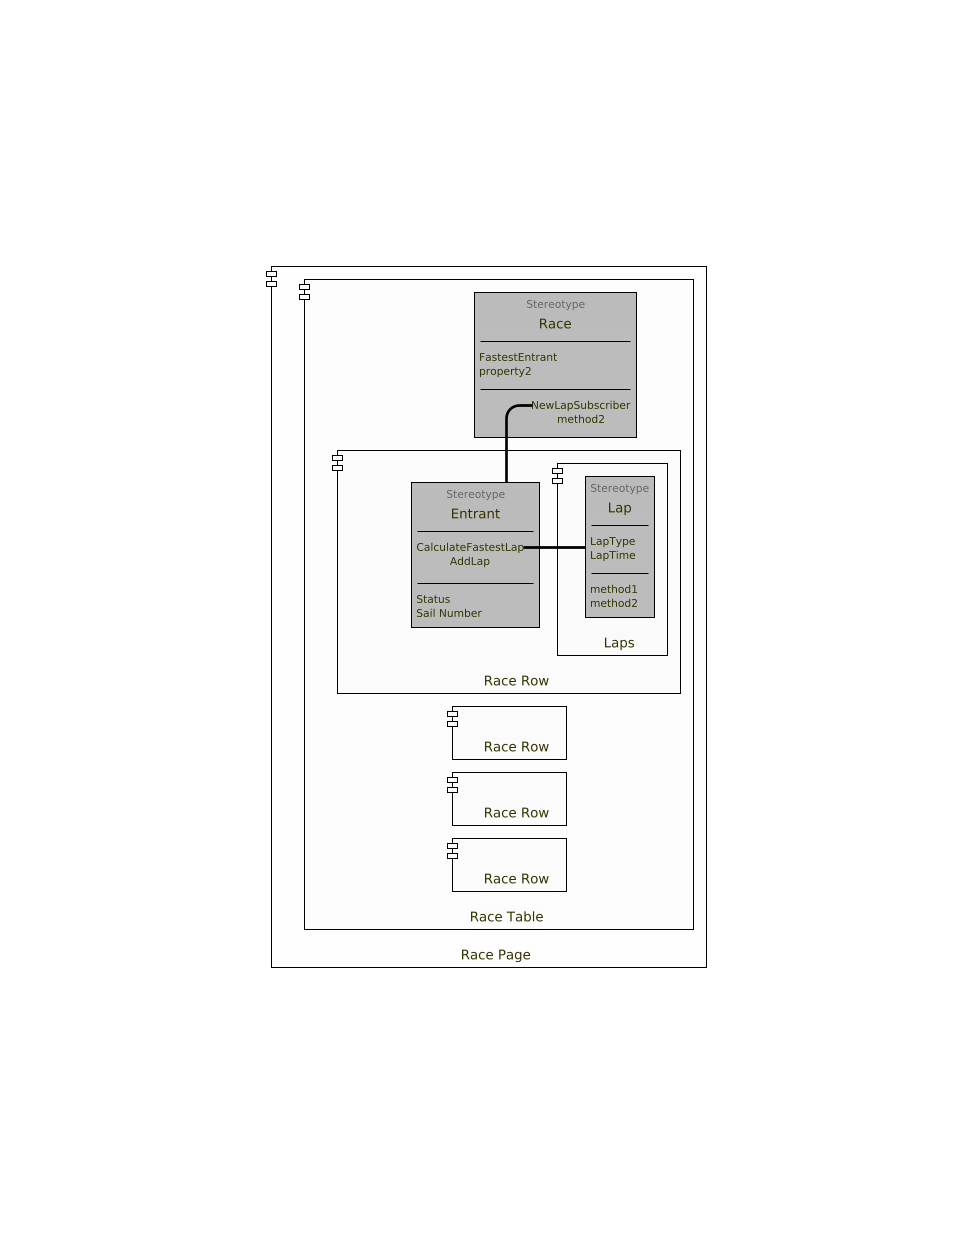 Stereotype
Race
FastestEntrant
property2
NewLapSubscriber
method2
Stereotype
Entrant
CalculateFastestLap
AddLap
Status
Sail Number
Stereotype
Lap
LapType
LapTime
method1
method2
Laps
Race Row
Race Row
Race Row
Race Row
Race Table
Race Page